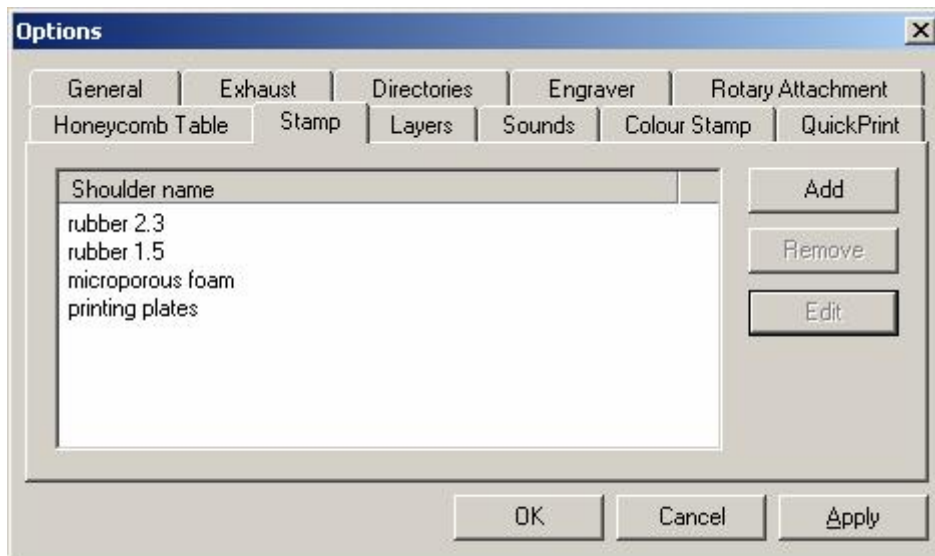 Options
General Exhaust Directories Engraver Rotary Attachment
Honeycomb Table Stamp Layers Sounds Colour Stamp QuickPrint
Shoulder name
rubber 2.3
rubber 1.5
microporous foam
printing plates
Add
Remove
Edit
OK Cancel Apply